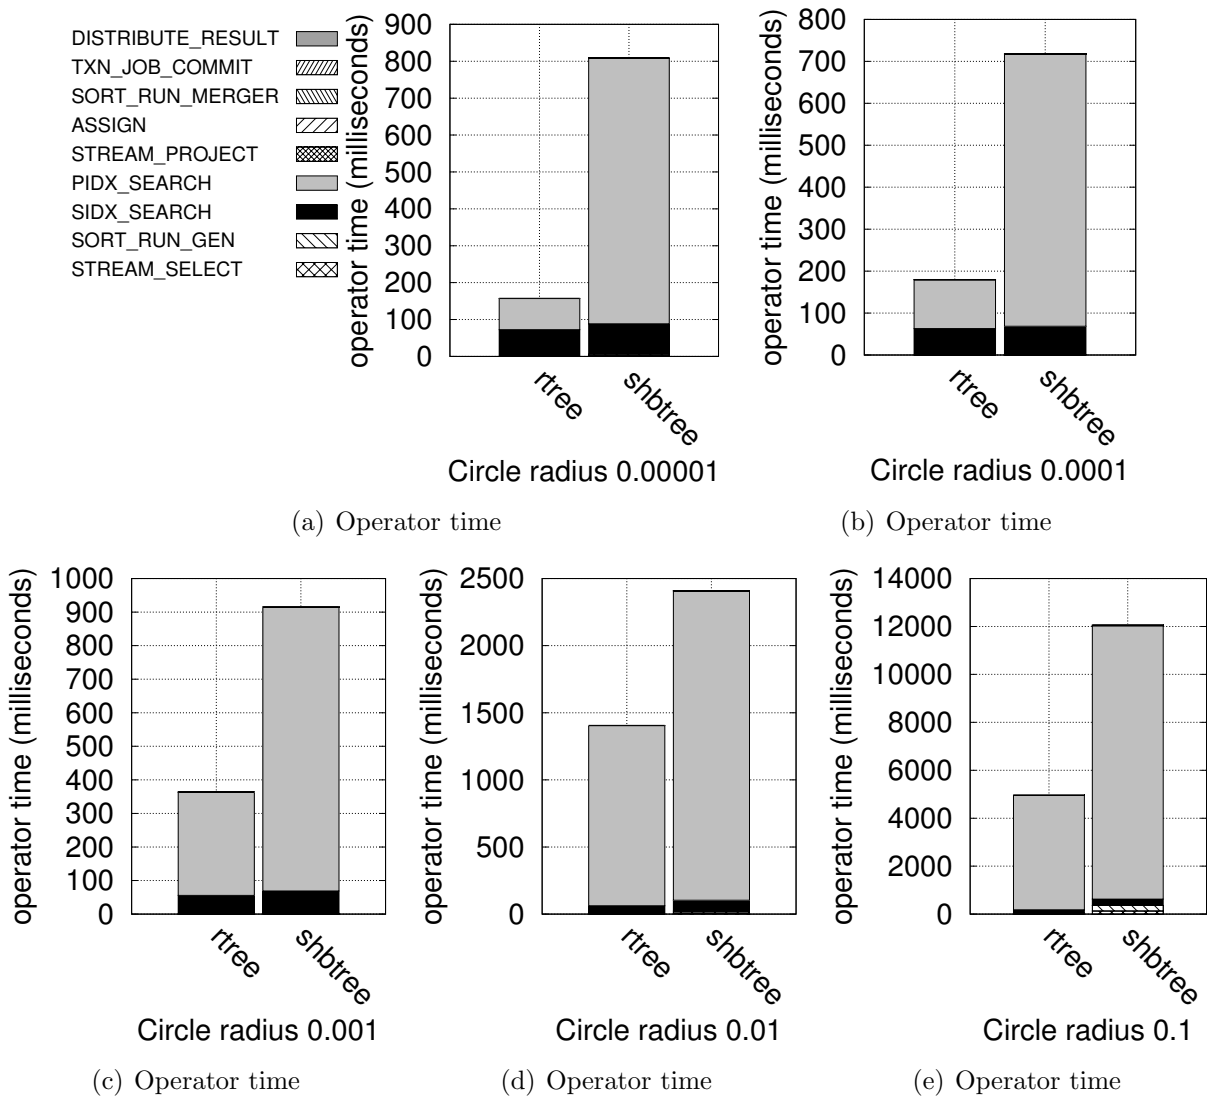 DISTRIBUTE_RESULT
TXN_JOB_COMMIT
SORT_RUN_MERGER
ASSIGN
STREAM_PROJECT
PIDX_SEARCH
SIDX_SEARCH
SORT_RUN_GEN
STREAM_SELECT
operator time (milliseconds)
900
800
700
600
500
400
300
200
100
0
rtree
shbtree
Circle radius 0.00001
(a) Operator time
operator time (milliseconds)
800
700
600
500
400
300
200
100
0
rtree
shbtree
Circle radius 0.0001
(b) Operator time
operator time (milliseconds)
1000
900
800
700
600
500
400
300
200
100
0
rtree
shbtree
Circle radius 0.001
(c) Operator time
operator time (milliseconds)
2500
2000
1500
1000
500
0
rtree
shbtree
Circle radius 0.01
(d) Operator time
operator time (milliseconds)
14000
12000
10000
8000
6000
4000
2000
0
rtree
shbtree
Circle radius 0.1
(e) Operator time